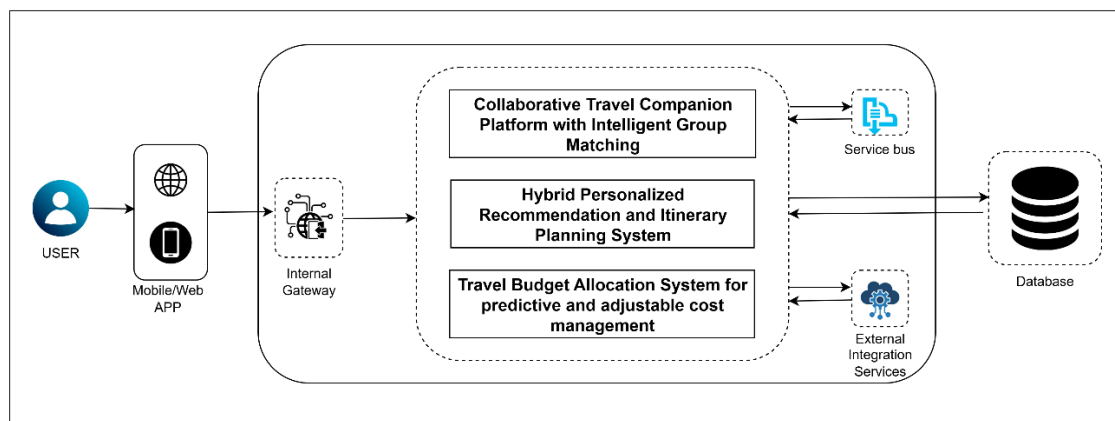 USER
Mobile/Web
APP
Internal
Gateway
Collaborative Travel Companion
Platform with Intelligent Group
Matching
Hybrid Personalized
Recommendation and Itinerary
Planning System
Travel Budget Allocation System for
predictive and adjustable cost
management
Service bus
External
Integration
Services
Database